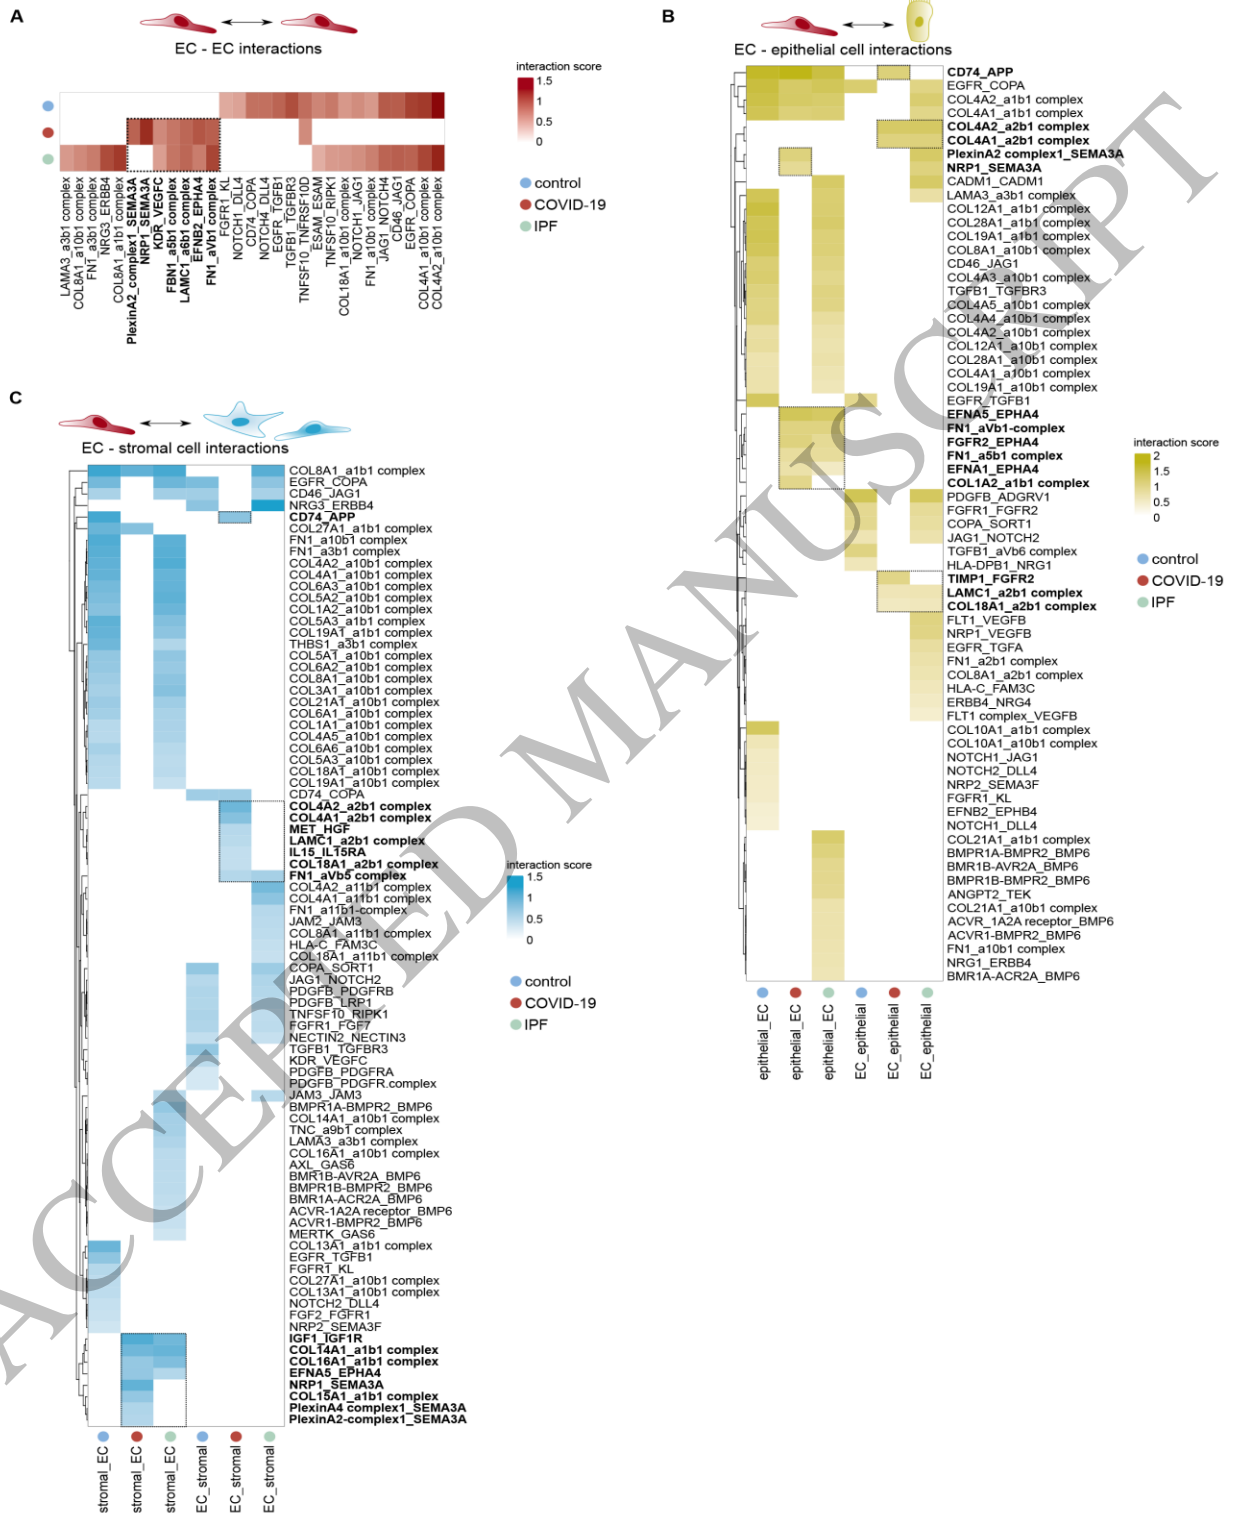 A
EC - EC interactions
interaction score
1.5
1
0.5
0
control
COVID-19
IPF
LAMA3_a3b1 complex
COL8A1_a10b1 complex
FN1_a3b1 complex
NRG3_ERBB4
COL8A1_a1b1 complex
PlexinA2_complex1_SEMA3A
NRP1_SEMA3A
KDR_VEGFC
FBN1_a5b1 complex
LAMC1_a6b1 complex
EFNB2_EPHA4
FN1_aVb1 complex
FGFR1_KL
NOTCH1_DLL4
CD74_COPA
NOTCH4_DLL4
EGFR_TGFB1
TGFB1_TGFBR3
TNFSF10_TNFRSF10D
ESAM_ESAM
TNFSF10_RIPK1
COL18A1_a10b1 complex
NOTCH1_JAG1
FN1_a10b1 complex
JAG1_NOTCH4
CD46_JAG1
EGFR_COPA
COL4A1_a10b1 complex
COL4A2_a10b1 complex
B
EC - epithelial cell interactions
CD74_APP
EGFR_COPA
COL4A2_a1b1 complex
COL4A1_a1b1 complex
COL4A2_a2b1 complex
COL4A1_a2b1 complex
PlexinA2 complex1_SEMA3A
NRP1_SEMA3A
CADM1_CADM1
LAMA3_a3b1 complex
COL12A1_a1b1 complex
COL28A1_a1b1 complex
COL19A1_a1b1 complex
COL8A1_a1b1 complex
CD46_JAG1
COL4A3_a10b1 complex
TGFB1_TGFBR3
COL4A5_a10b1 complex
COL4A4_a10b1 complex
COL4A2_a10b1 complex
COL12A1_a10b1 complex
COL28A1_a10b1 complex
COL4A1_a10b1 complex
COL19A1_a10b1 complex
EGFR_TGFB1
EFNA5_EPHA4
FN1_aVb1-complex
FGFR2_EPHA4
FN1_a5b1 complex
EFNA1_EPHA4
COL1A2_a1b1 complex
PDGFB_ADGRV1
FGFR1_FGFR2
COPA_SORT1
JAG1_NOTCH2
TGFB1_aVb6 complex
HLA-DPB1_NRG1
TIMP1_FGFR2
LAMC1_a2b1 complex
COL18A1_a2b1 complex
FLT1_VEGFB
NRP1_VEGFB
EGFR_TGFA
FN1_a2b1 complex
COL8A1_a2b1 complex
HLA-C_FAM3C
ERBB4_NRG4
FLT1 complex_VEGFB
COL10A1_a1b1 complex
COL10A1_a10b1 complex
NOTCH1_JAG1
NOTCH2_DLL4
NRP2_SEMA3F
FGFR1_KL
EFNB2_EPHB4
NOTCH1_DLL4
COL21A1_a1b1 complex
BMPR1A-BMPR2_BMP6
BMR1B-AVR2A_BMP6
BMPR1B-BMPR2_BMP6
ANGPT2_TEK
COL21A1_a10b1 complex
ACVR_1A2A receptor_BMP6
ACVR1-BMPR2_BMP6
FN1_a10b1 complex
NRG1_ERBB4
BMR1A-ACR2A_BMP6
interaction score
2
1.5
1
0.5
0
control
COVID-19
IPF
epithelial_EC
epithelial_EC
epithelial_EC
EC_epithelial
EC_epithelial
EC_epithelial
C
EC - stromal cell interactions
COL8A1_a1b1 complex
EGFR_COPA
CD46_JAG1
NRG3_ERBB4
CD74_APP
COL27A1_a1b1 complex
FN1_a10b1 complex
FN1_a3b1 complex
COL4A2_a10b1 complex
COL4A1_a10b1 complex
COL6A3_a10b1 complex
COL5A2_a10b1 complex
COL1A2_a10b1 complex
COL5A3_a1b1 complex
COL19A1_a1b1 complex
THBS1_a3b1 complex
COL5A1_a10b1 complex
COL6A2_a10b1 complex
COL8A1_a10b1 complex
COL3A1_a10b1 complex
COL21A1_a10b1 complex
COL6A1_a10b1 complex
COL1A1_a10b1 complex
COL4A5_a10b1 complex
COL6A6_a10b1 complex
COL5A3_a10b1 complex
COL18A1_a10b1 complex
COL19A1_a10b1 complex
CD74_COPA
COL4A2_a2b1 complex
COL4A1_a2b1 complex
MET_HGF
LAMC1_a2b1 complex
IL15_IL15RA
COL18A1_a2b1 complex
FN1_aVb5 complex
COL4A2_a11b1 complex
COL4A1_a11b1 complex
FN1_a11b1-complex
JAM2_JAM3
COL8A1_a11b1 complex
HLA-C_FAM3C
COL18A1_a11b1 complex
COPA_SORT1
JAG1_NOTCH2
PDGFB_PDGFRB
PDGFB_LRP1
TNFSF10_RIPK1
FGFR1_FGF7
NECTIN2_NECTIN3
TGFB1_TGFBR3
KDR_VEGFC
PDGFB_PDGFRA
PDGFB_PDGFR.complex
JAM3_JAM3
BMPR1A-BMPR2_BMP6
COL14A1_a10b1 complex
TNC_a9b1 complex
LAMA3_a3b1 complex
COL16A1_a10b1 complex
AXL_GAS6
BMR1B-AVR2A_BMP6
BMPR1B-BMPR2_BMP6
BMR1A-ACR2A_BMP6
ACVR-1A2A receptor_BMP6
ACVR1-BMPR2_BMP6
MERTK_GAS6
COL13A1_a1b1 complex
EGFR_TGFB1
FGFR1_KL
COL27A1_a10b1 complex
COL13A1_a10b1 complex
NOTCH2_DLL4
FGF2_FGFR1
NRP2_SEMA3F
IGF1_IGF1R
COL14A1_a1b1 complex
COL16A1_a1b1 complex
EFNA5_EPHA4
NRP1_SEMA3A
COL15A1_a1b1 complex
PlexinA4 complex1_SEMA3A
PlexinA2-complex1_SEMA3A
interaction score
1.5
1
0.5
0
control
COVID-19
IPF
stromal_EC
stromal_EC
stromal_EC
EC_stromal
EC_stromal
EC_stromal
ACCEPTED MANUSCRIPT